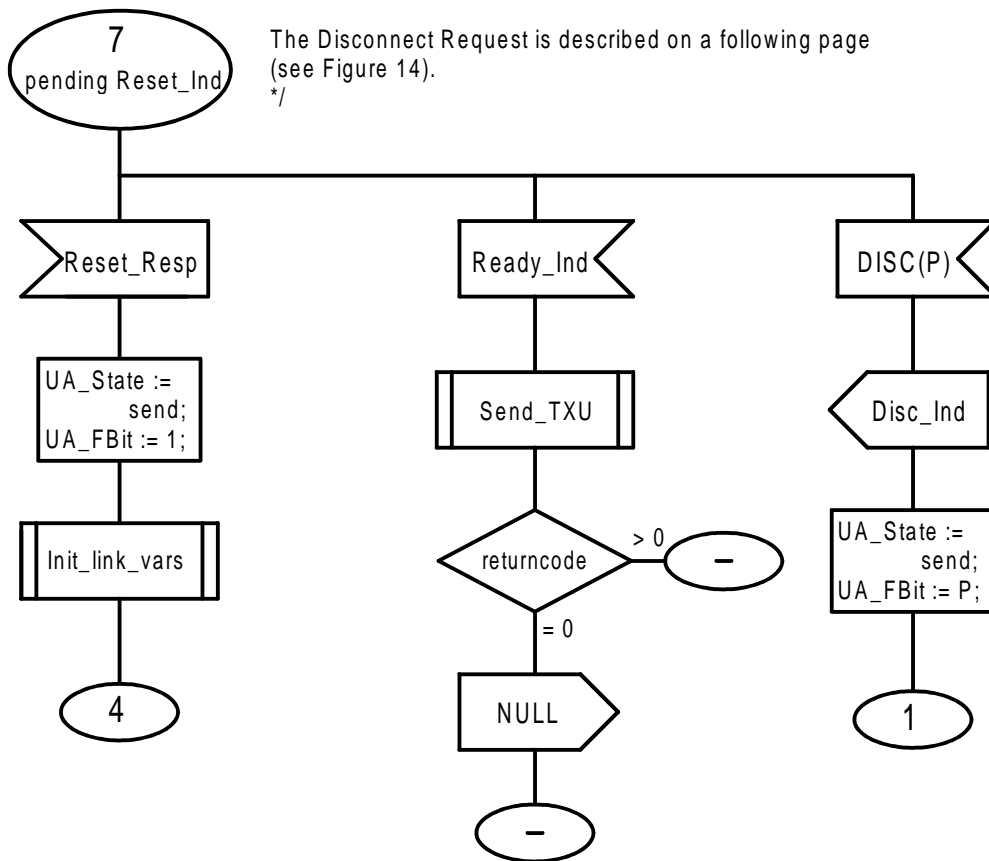 7
pending Reset_Ind
The Disconnect Request is described on a following page
(see Figure 14).
*/
Reset_Resp
Ready_Ind
DISC(P)
UA_State :=
send;
UA_FBit := 1;
Send_TXU
Disc_Ind
Init_link_vars
returncode
> 0
–
= 0
UA_State :=
send;
UA_FBit := P;
4
NULL
1
–